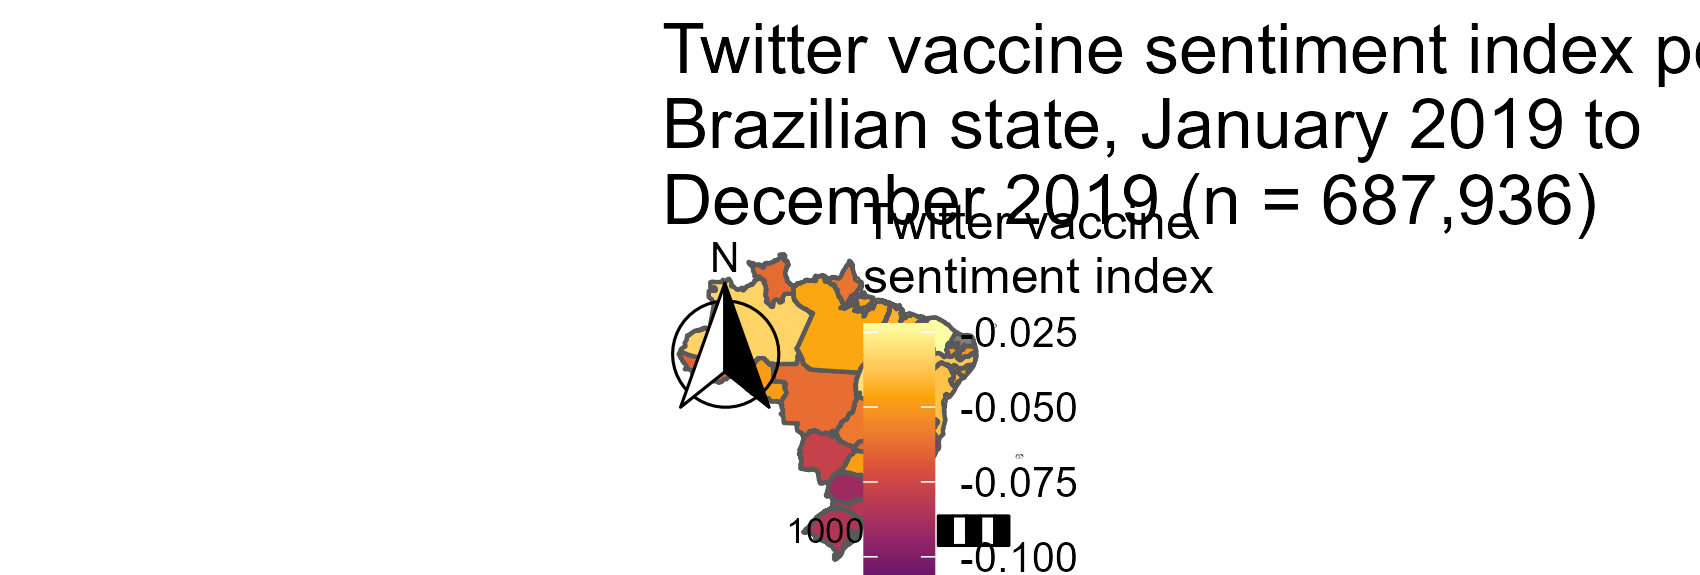 Twitter vaccine sentiment index pe
Brazilian state, January 2019 to
December 2019 (n = 687,936)
Twitter vaccine
sentiment index
N
-0.025
-0.050
-0.075
1000
-0.100